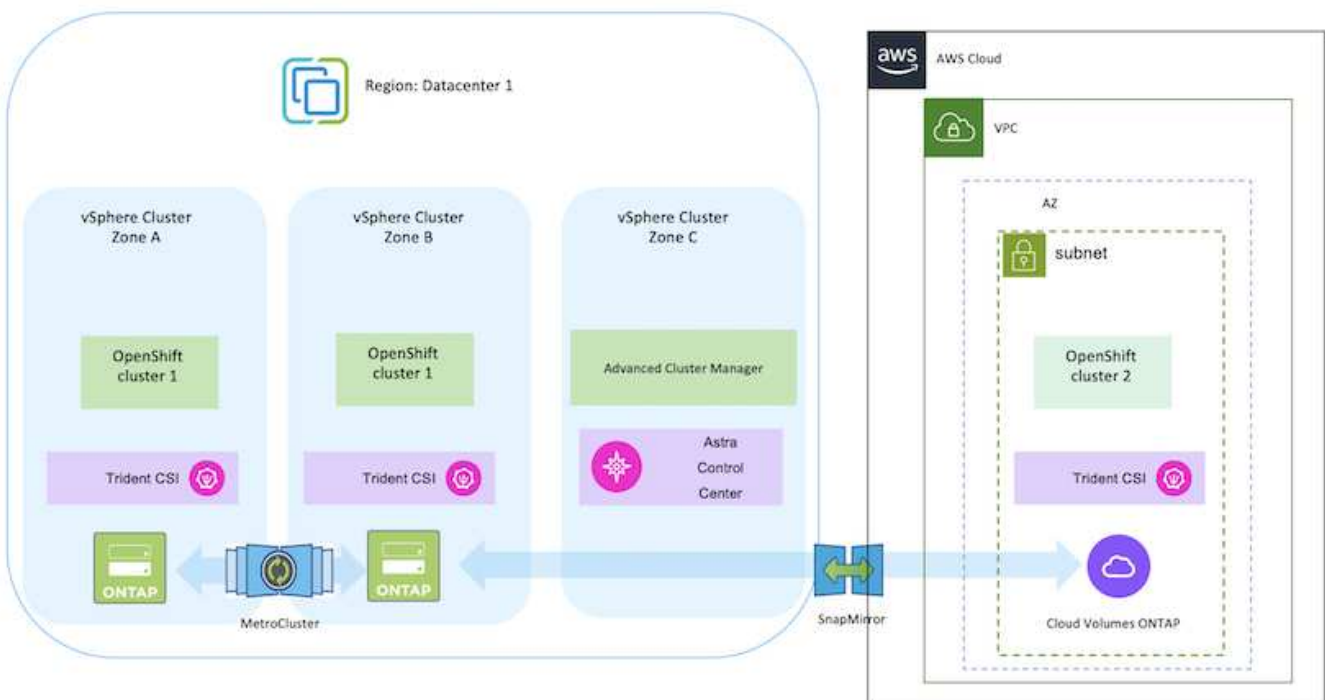 Region: Datacenter 1
vSphere Cluster
Zone A
OpenShift
cluster 1
Trident CSI
ONTAP
vSphere Cluster
Zone B
OpenShift
cluster 1
Trident CSI
ONTAP
MetroCluster
vSphere Cluster
Zone C
Advanced Cluster Manager
Astra
Control
Center
SnapMirror
aws
AWS Cloud
VPC
AZ
subnet
OpenShift
cluster 2
Trident CSI
Cloud Volumes ONTAP